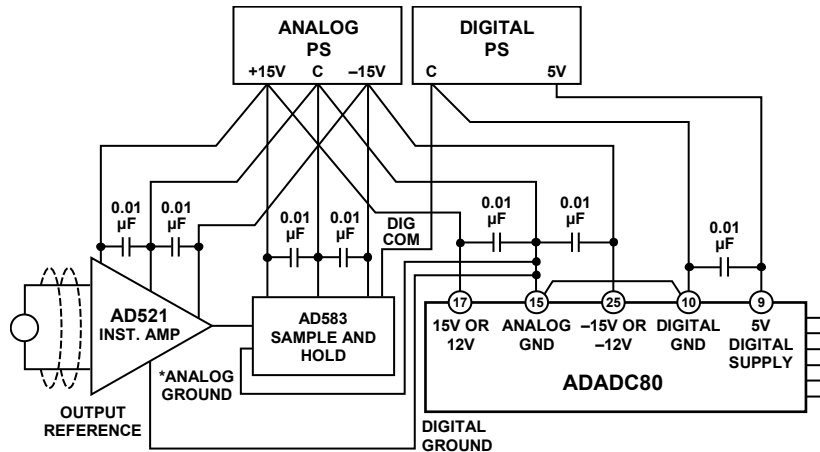 ANALOG
PS
+15V C –15V
DIGITAL
PS
C 5V
0.01
µF
0.01
µF
0.01
µF
0.01
µF
DIG
COM
0.01
µF
0.01
µF
0.01
µF
AD521
INST. AMP
AD583
SAMPLE AND
HOLD
*ANALOG
GROUND
OUTPUT
REFERENCE
DIGITAL
GROUND
17 15 25 10 9
15V OR
12V
ANALOG
GND
–15V OR
–12V
DIGITAL
GND
5V
DIGITAL
SUPPLY
ADADC80